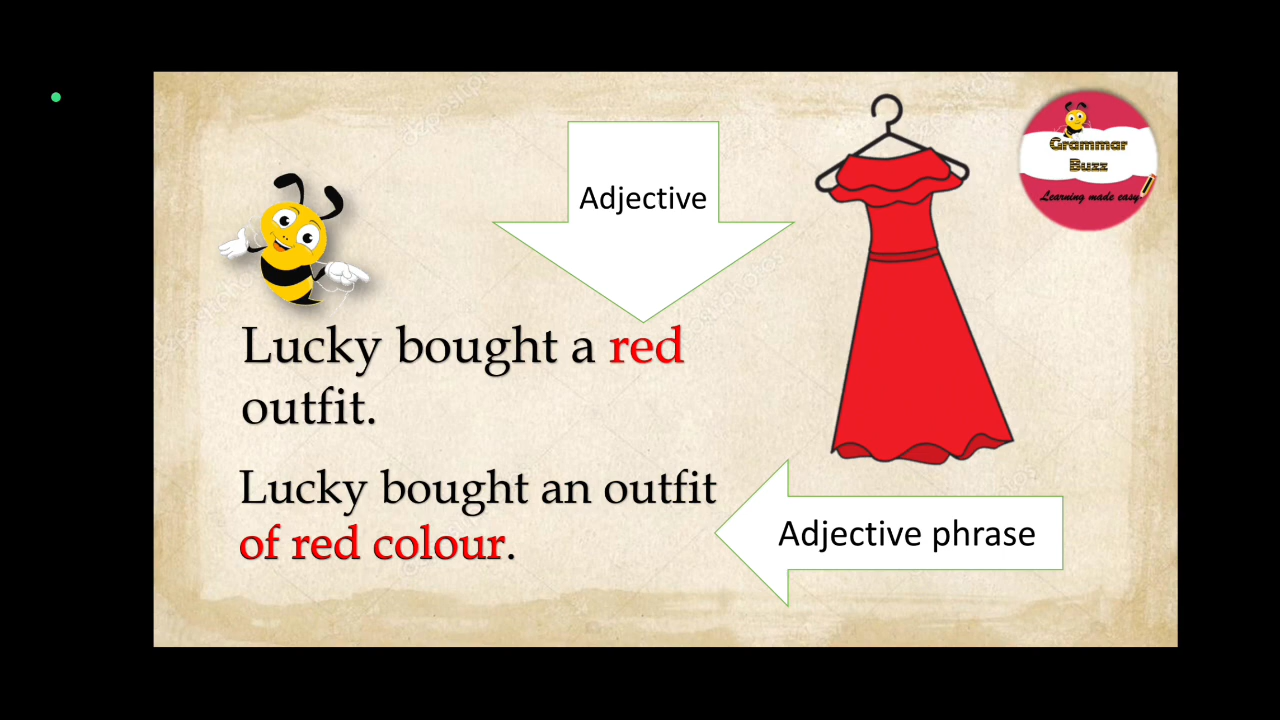 Grammar
Buzz
Learning made easy
Adjective
Lucky bought a red
outfit.
Lucky bought an outfit
of red colour.
Adjective phrase